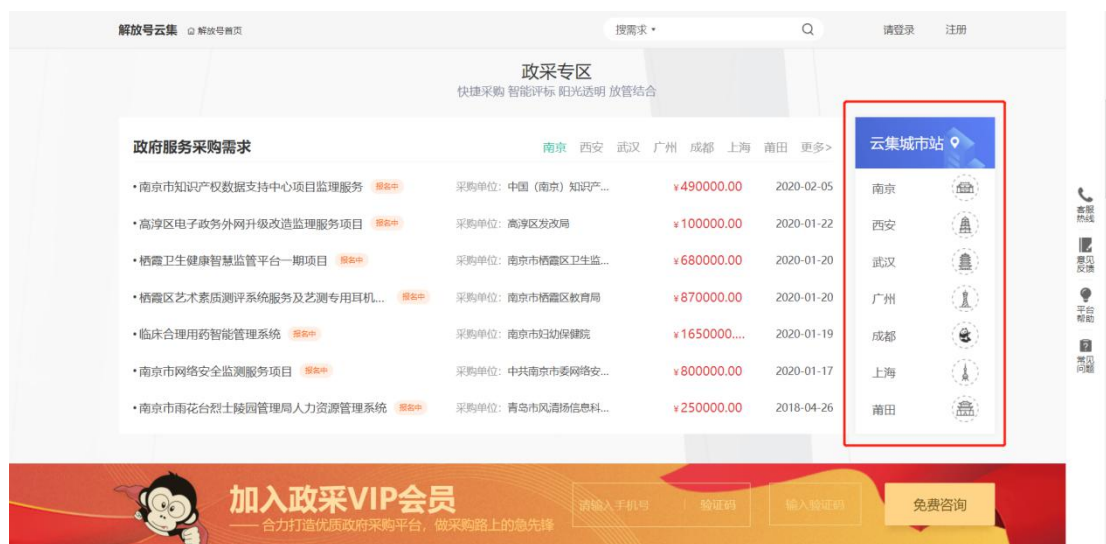 解放号云集 解放号首页 搜需求 请登录 注册
政采专区
快捷采购 智能评标 阳光透明 放管结合
政府服务采购需求 南京 西安 武汉 广州 成都 上海 莆田 更多>
•南京市知识产权数据支持中心项目监理服务 报名中 采购单位：中国（南京）知识产... ¥490000.00 2020-02-05
•高淳区电子政务外网升级改造监理服务项目 报名中 采购单位：高淳区发改局 ¥100000.00 2020-01-22
•栖霞卫生健康智慧监管平台一期项目 报名中 采购单位：南京市栖霞区卫生监... ¥680000.00 2020-01-20
•栖霞区艺术素质测评系统服务及艺测专用耳机... 报名中 采购单位：南京市栖霞区教育局 ¥870000.00 2020-01-20
•临床合理用药智能管理系统 报名中 采购单位：南京市妇幼保健院 ¥1650000.... 2020-01-19
•南京市网络安全监测服务项目 报名中 采购单位：中共南京市委网络安... ¥800000.00 2020-01-17
•南京市雨花台烈士陵园管理局人力资源管理系统 报名中 采购单位：青岛市风清扬信息科... ¥250000.00 2018-04-26
云集城市站
南京
西安
武汉
广州
成都
上海
莆田
客服
热线
意见
反馈
平台
帮助
常见
问题
加入政采VIP会员
—— 合力打造优质政府采购平台，做采购路上的急先锋
请输入手机号 验证码 输入验证码 免费咨询